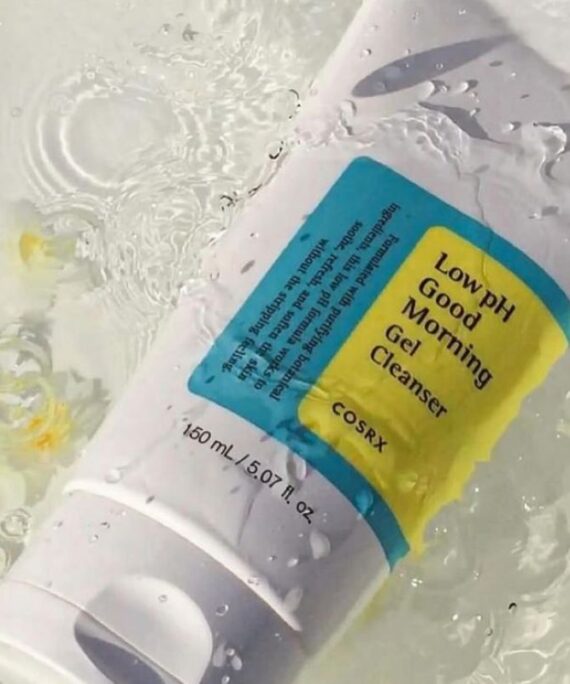 Low pH
Good
Morning
Gel
Cleanser
COSRX
Formulated with purifying botanical
ingredients, this low pH formula works to
soothe, refresh, and soften the skin
without the stripping feeling.
150 mL / 5.07 fl. oz.